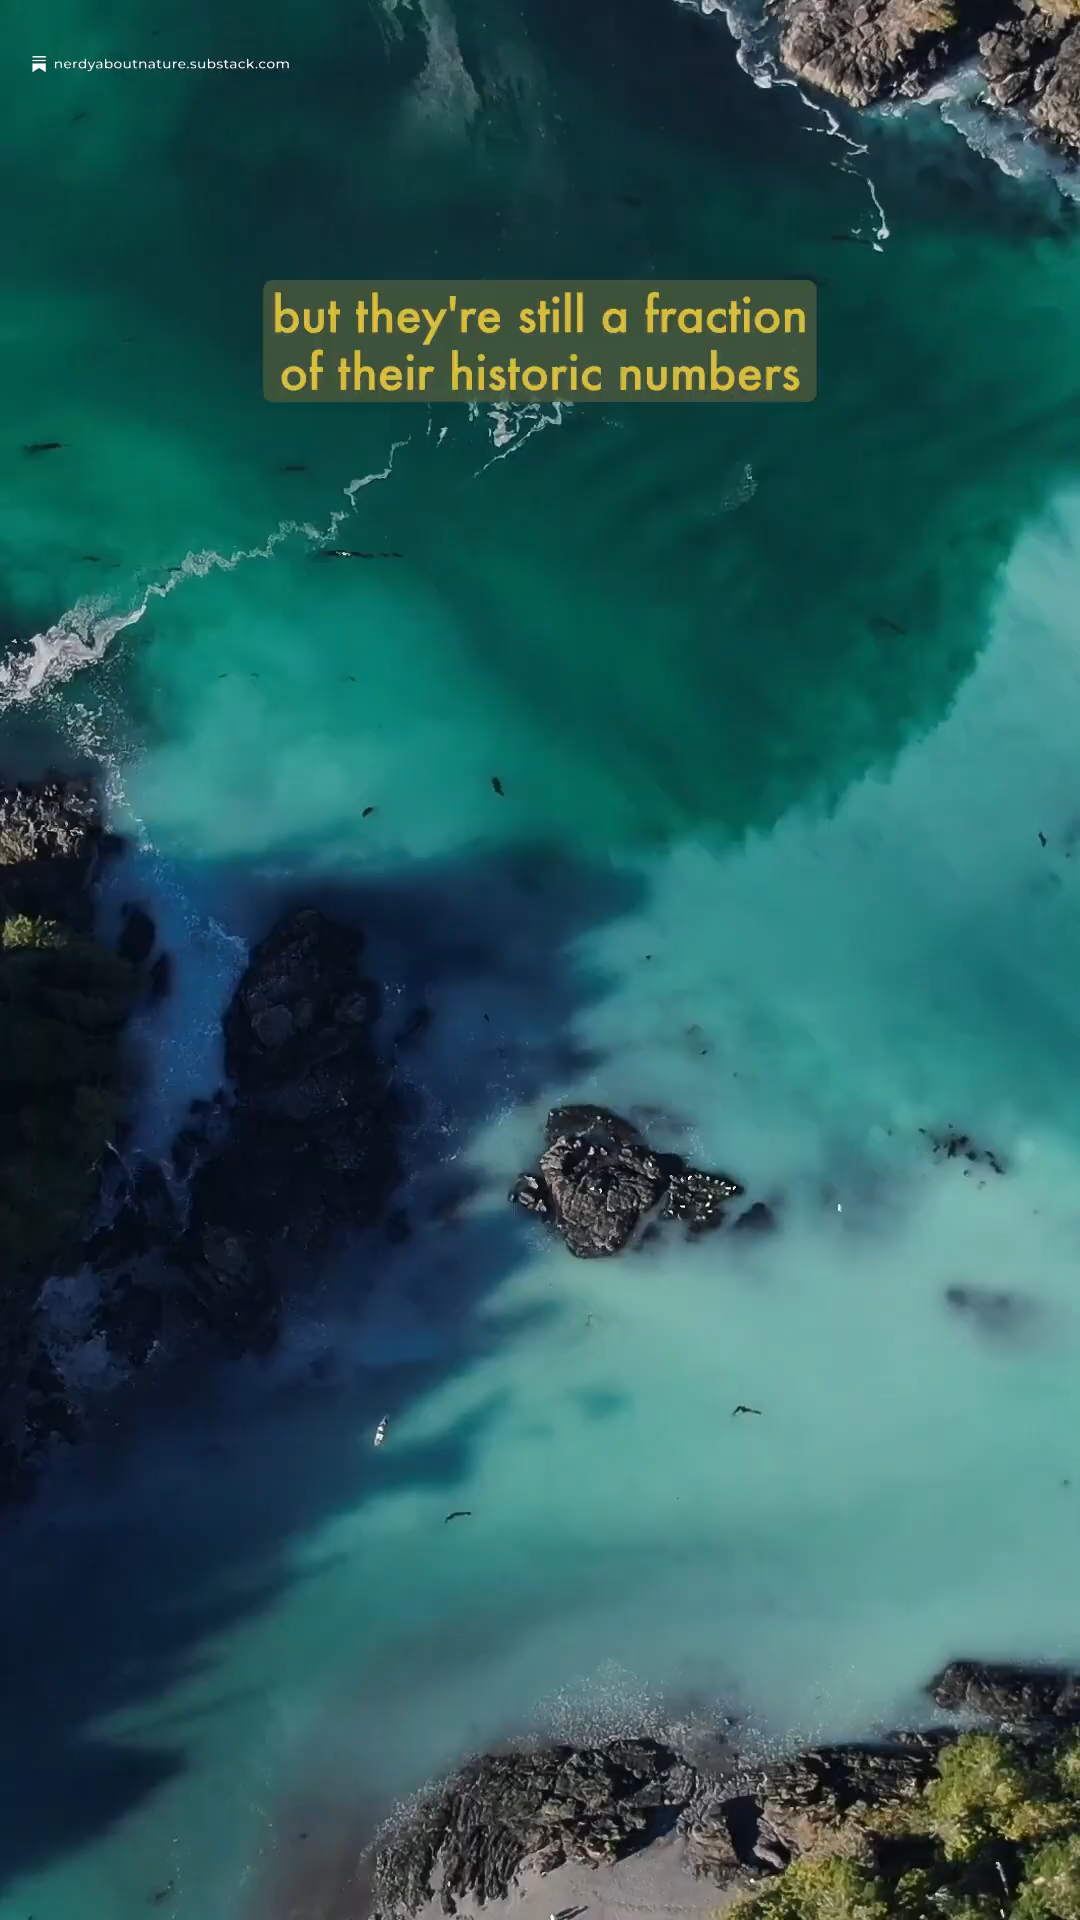 nerdyaboutnature.substack.com
but they're still a fraction
of their historic numbers